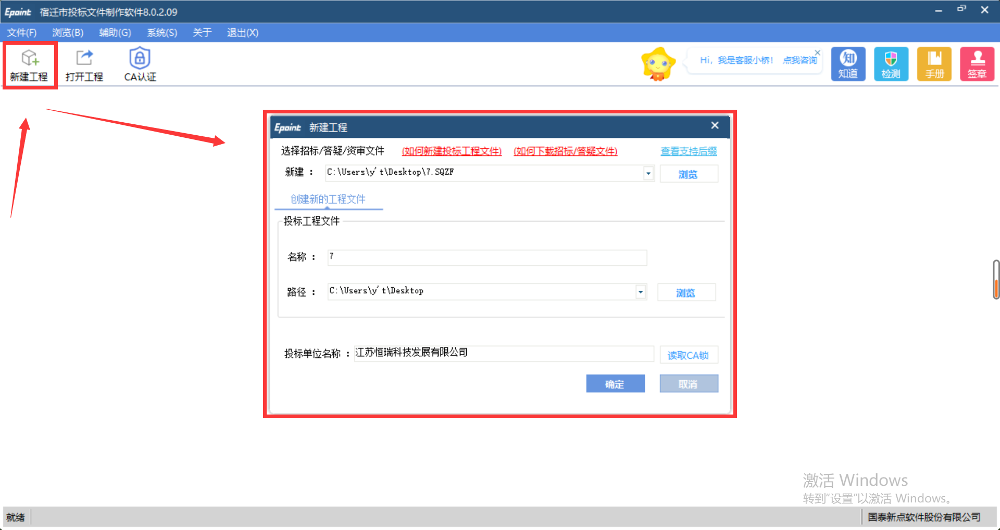 Epoint 宿迁市投标文件制作软件8.0.2.09
文件(F) 浏览(B) 辅助(G) 系统(S) 关于 退出(X)
新建工程 打开工程 CA认证
Hi，我是客服小桥！ 点我咨询
知 知道
检测
手册
签章
Epoint 新建工程
选择招标/答疑/资审文件 (如何新建投标工程文件) (如何下载招标/答疑文件) 查看支持后缀
新建 ： C:\Users\y't\Desktop\7.SQZF 浏览
创建新的工程文件
投标工程文件
名称 ： 7
路径 ： C:\Users\y't\Desktop 浏览
投标单位名称 ： 江苏恒瑞科技发展有限公司 读取CA锁
确定 取消
激活 Windows
转到“设置”以激活 Windows。
就绪 国泰新点软件股份有限公司